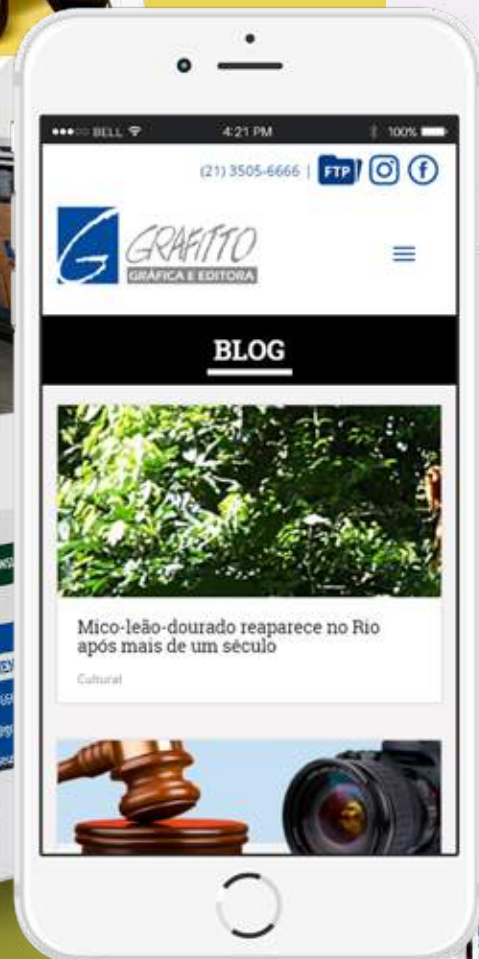 BELL 4:21 PM 100%
(21) 3505-6666 | FTP
G GRAFITTO
GRÁFICA E EDITORA
BLOG
Mico-leão-dourado reaparece no Rio
após mais de um século
Cultural